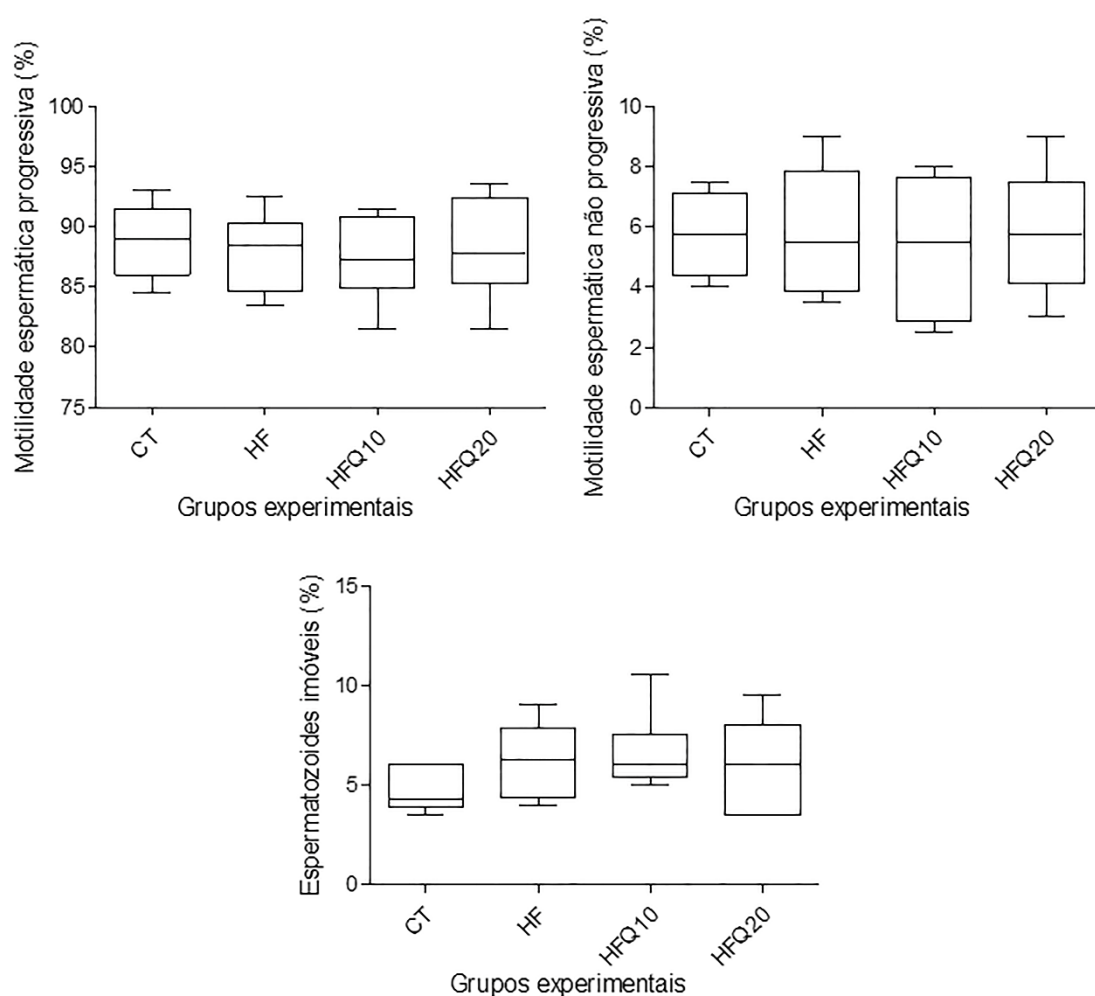 Motilidade espermática progressiva (%)
100
95
90
85
80
75
CT
HF
HFQ10
HFQ20
Grupos experimentais
Motilidade espermática não progressiva (%)
10
8
6
4
2
0
CT
HF
HFQ10
HFQ20
Grupos experimentais
Espermatozoides imóveis (%)
15
10
5
0
CT
HF
HFQ10
HFQ20
Grupos experimentais